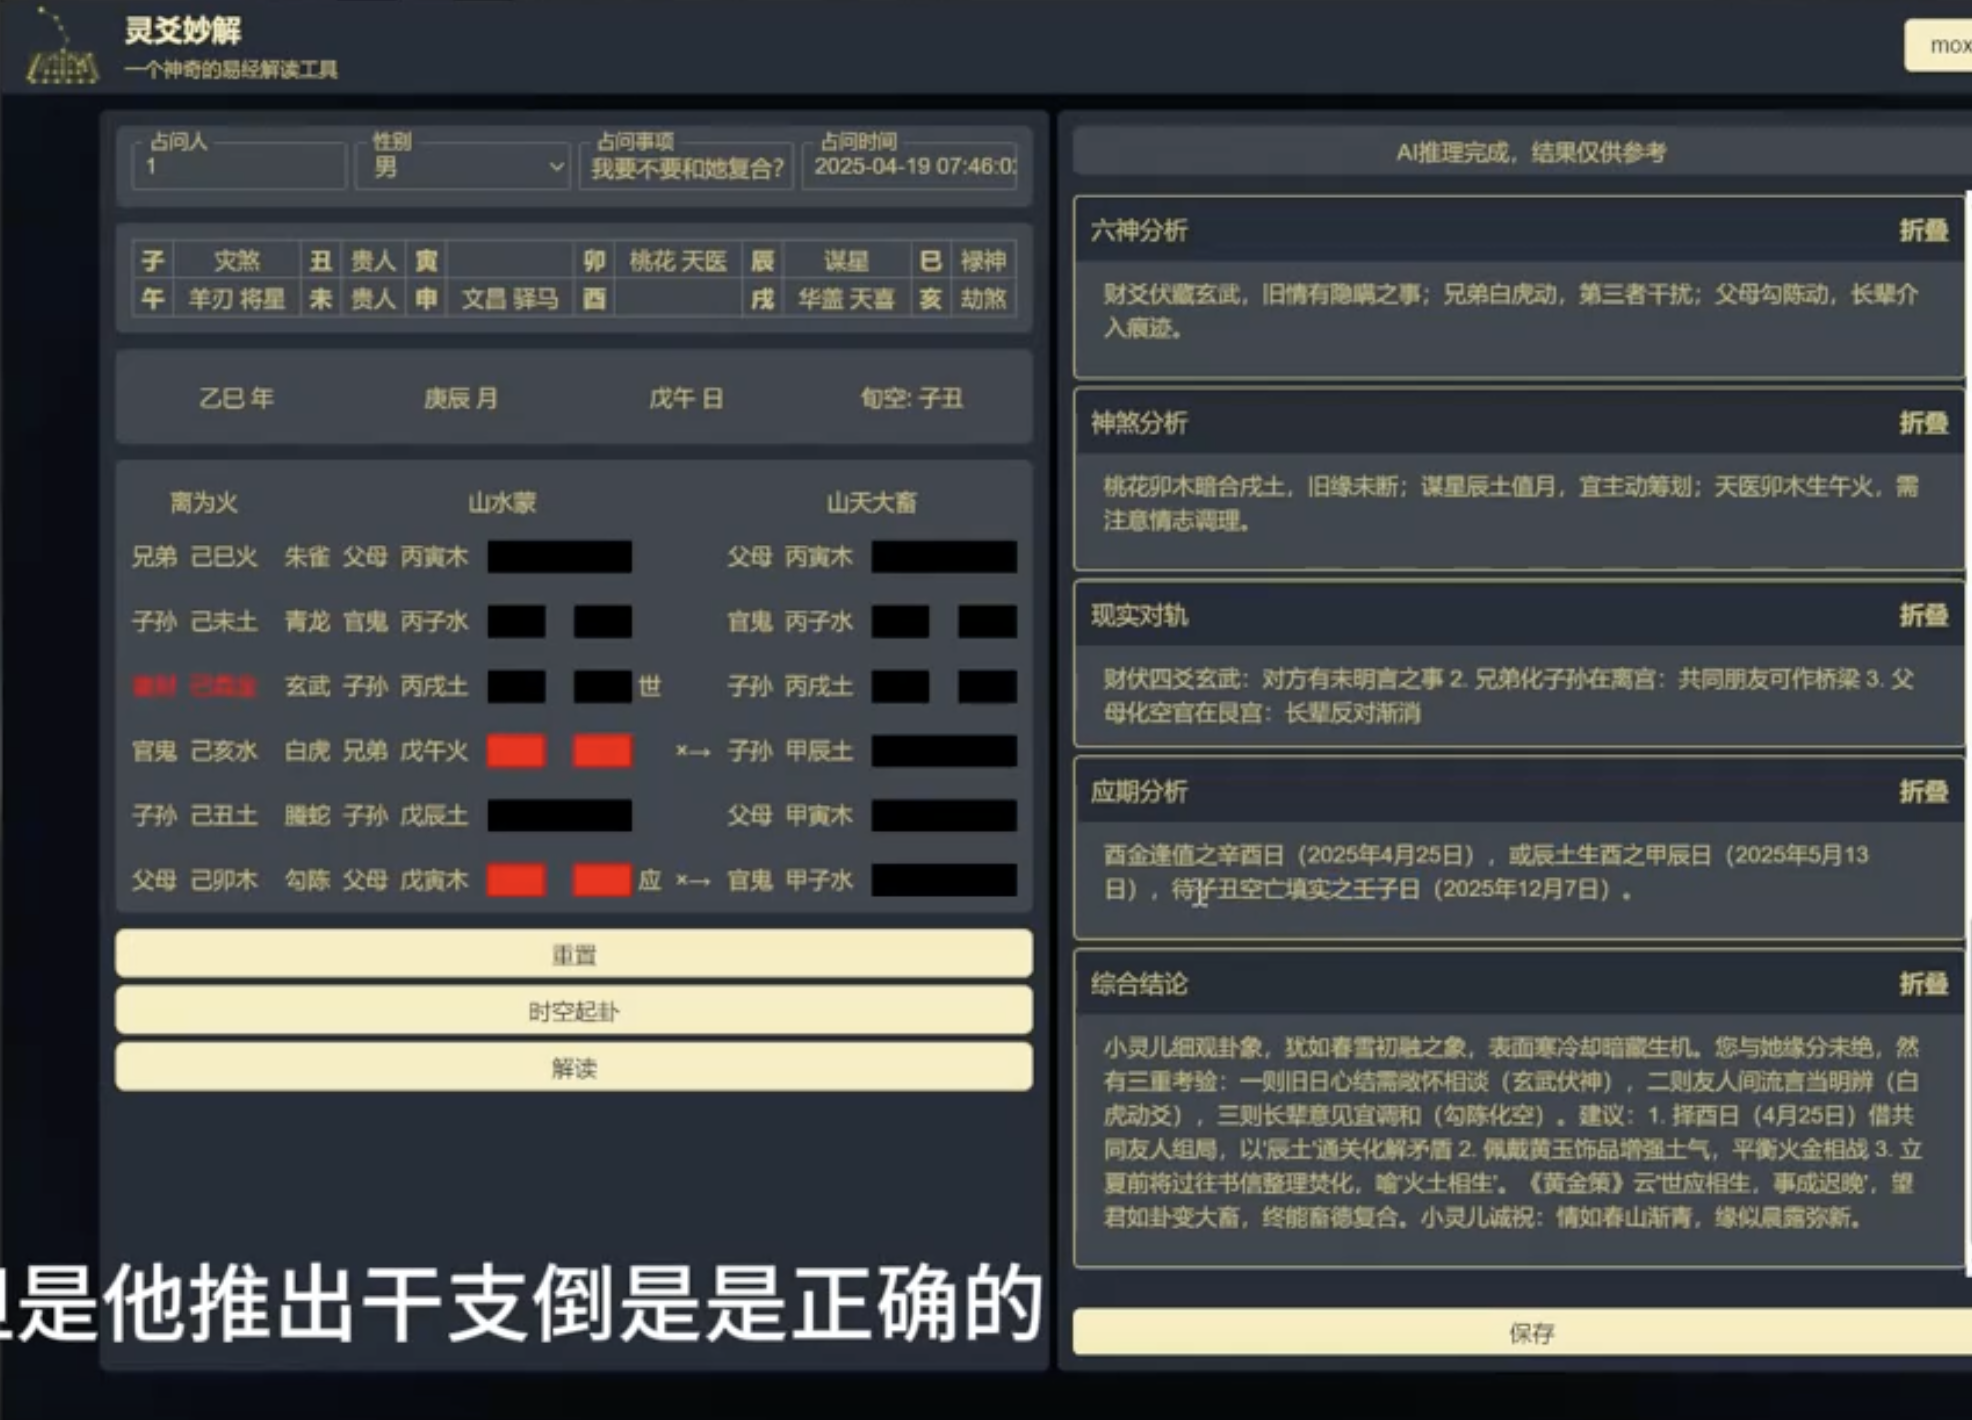 灵爻妙解
一个神奇的易经解读工具
mox
占问人
1
性别
男
占问事项
我要不要和她复合?
占问时间
2025-04-19 07:46:0
子 灾煞 丑 贵人 寅 卯 桃花 天医 辰 谋星 巳 禄神
午 羊刃 将星 未 贵人 申 文昌 驿马 酉 戌 华盖 天喜 亥 劫煞
乙巳 年 庚辰 月 戊午 日 旬空: 子丑
离为火 山水蒙 山天大畜
兄弟 己巳火 朱雀 父母 丙寅木 父母 丙寅木
子孙 己未土 青龙 官鬼 丙子水 官鬼 丙子水
玄武 子孙 丙戌土 世 子孙 丙戌土
官鬼 己亥水 白虎 兄弟 戊午火 ×→ 子孙 甲辰土
子孙 己丑土 螣蛇 子孙 戊辰土 父母 甲寅木
父母 己卯木 勾陈 父母 戊寅木 应 ×→ 官鬼 甲子水
重置
时空起卦
解读
AI推理完成，结果仅供参考
六神分析 折叠
财爻伏藏玄武，旧情有隐瞒之事；兄弟白虎动，第三者干扰；父母勾陈动，长辈介
入痕迹。
神煞分析 折叠
桃花卯木暗合戌土，旧缘未断；谋星辰土值月，宜主动筹划；天医卯木生午火，需
注意情志调理。
现实对轨 折叠
财伏四爻玄武：对方有未明言之事 2. 兄弟化子孙在离宫：共同朋友可作桥梁 3. 父
母化空官在艮宫：长辈反对渐消
应期分析 折叠
酉金逢值之辛酉日（2025年4月25日），或辰土生酉之甲辰日（2025年5月13
日），待子丑空亡填实之壬子日（2025年12月7日）。
综合结论 折叠
小灵儿细观卦象，犹如春雪初融之象，表面寒冷却暗藏生机。您与她缘分未绝，然
有三重考验：一则旧日心结需敞怀相谈（玄武伏神），二则友人间流言当明辨（白
虎动爻），三则长辈意见宜调和（勾陈化空）。建议：1. 择酉日（4月25日）借共
同友人组局，以'辰土'通关化解矛盾 2. 佩戴黄玉饰品增强土气，平衡火金相战 3. 立
夏前将过往书信整理焚化，喻'火土相生'。《黄金策》云'世应相生，事成迟晚'，望
君如卦变大畜，终能畜德复合。小灵儿诚祝：情如春山渐青，缘似晨露弥新。
保存
是他推出干支倒是是正确的